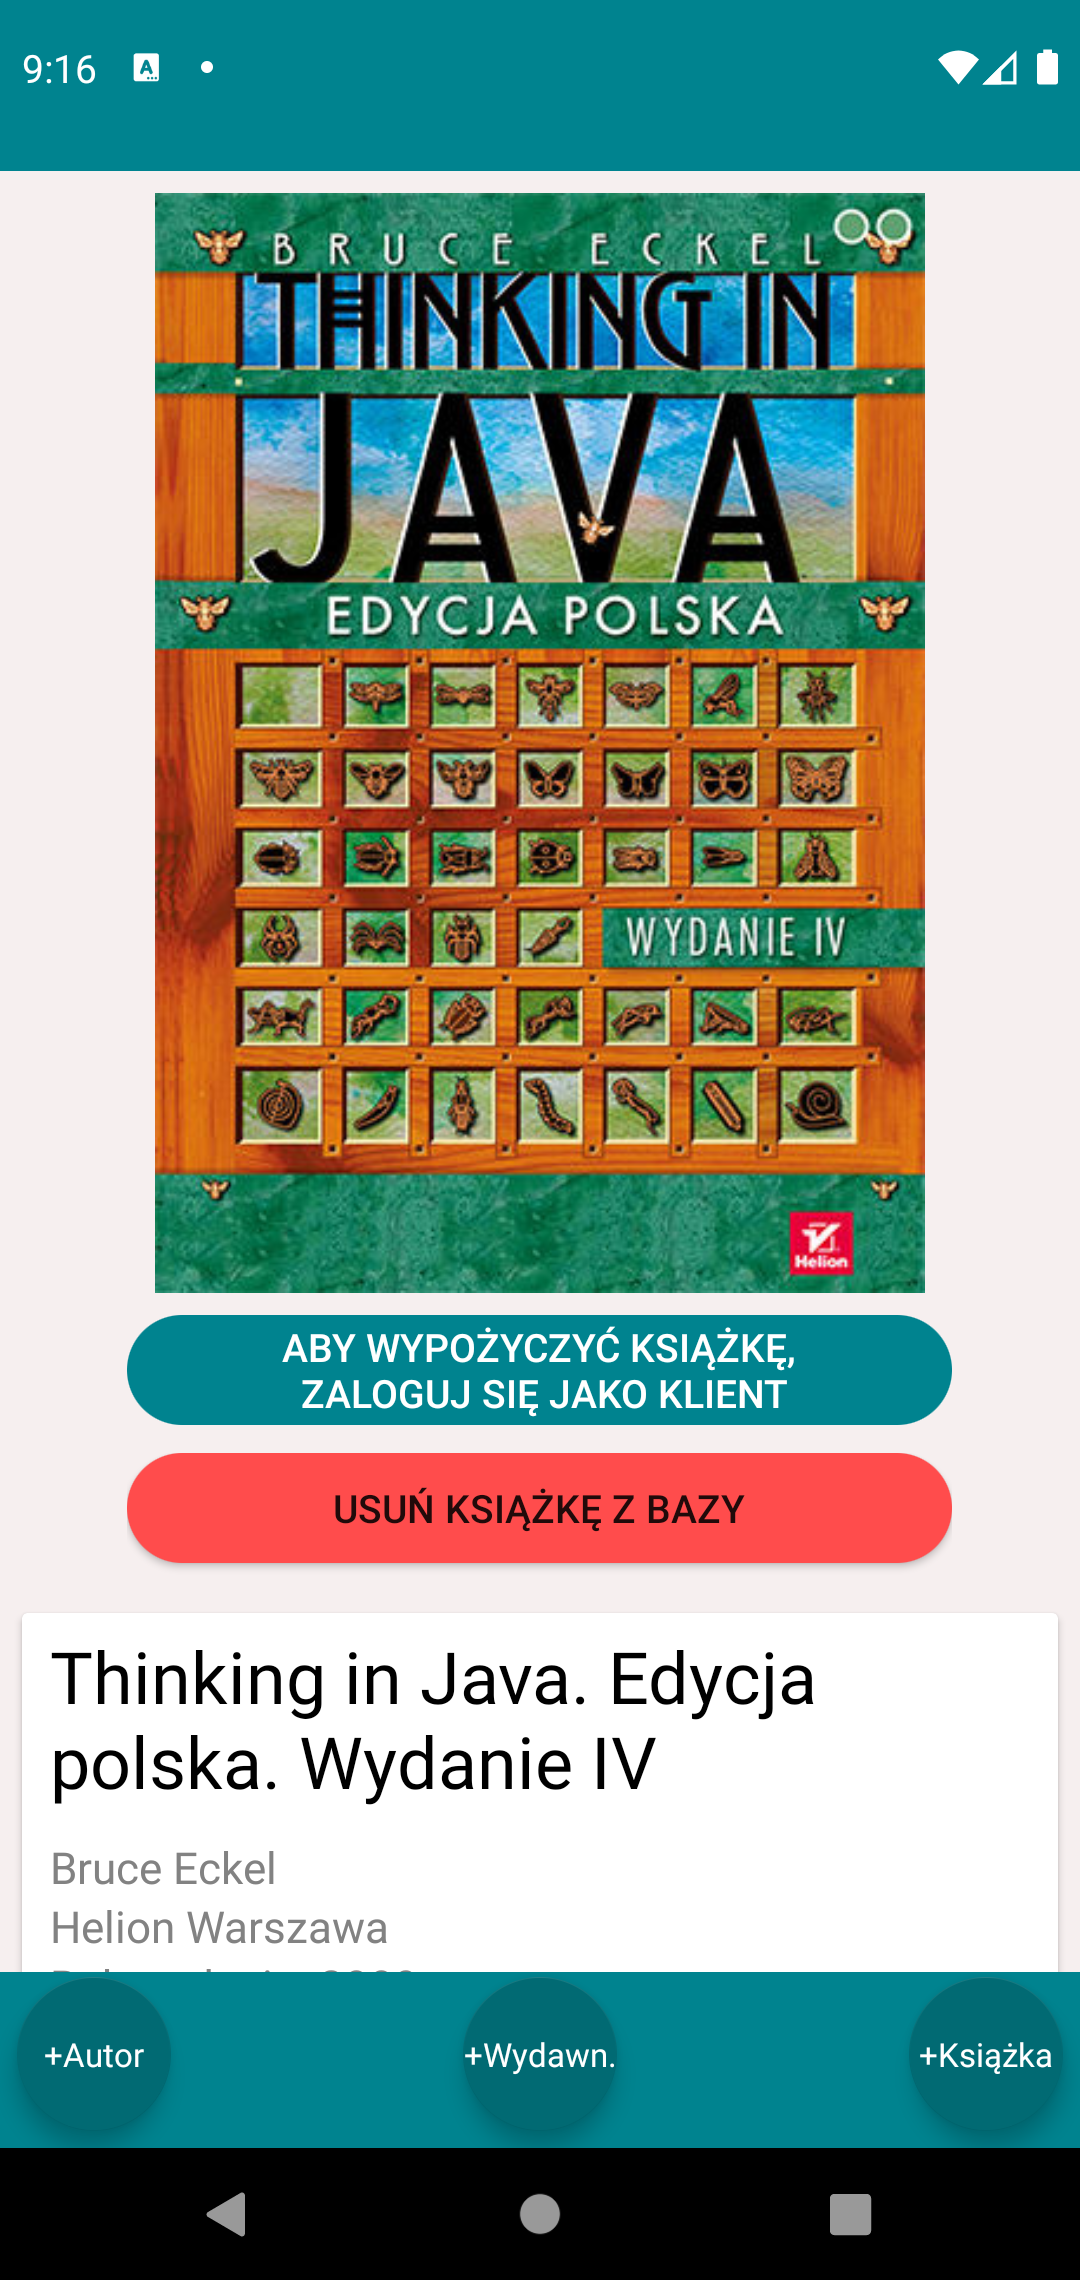 9:16
BRUCE ECKEL
THINKING IN
JAVA
EDYCJA POLSKA
WYDANIE IV
Helion
ABY WYPOŻYCZYĆ KSIĄŻKĘ,
ZALOGUJ SIĘ JAKO KLIENT
USUŃ KSIĄŻKĘ Z BAZY
Thinking in Java. Edycja
polska. Wydanie IV
Bruce Eckel
Helion Warszawa
+Autor
+Wydawn.
+Książka